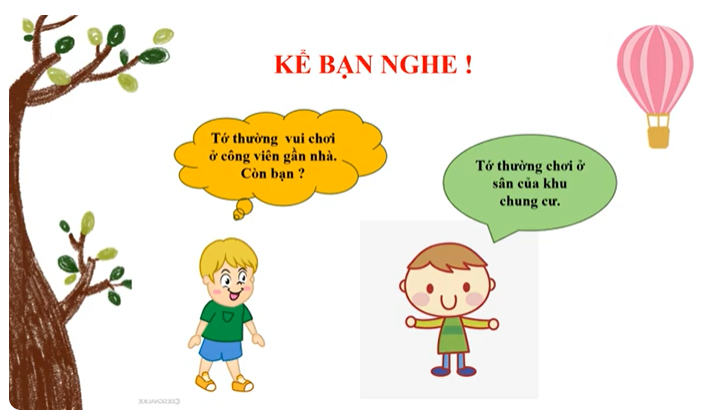 KỂ BẠN NGHE !
Tớ thường vui chơi
ở công viên gần nhà.
Còn bạn ?
Tớ thường chơi ở
sân của khu
chung cư.